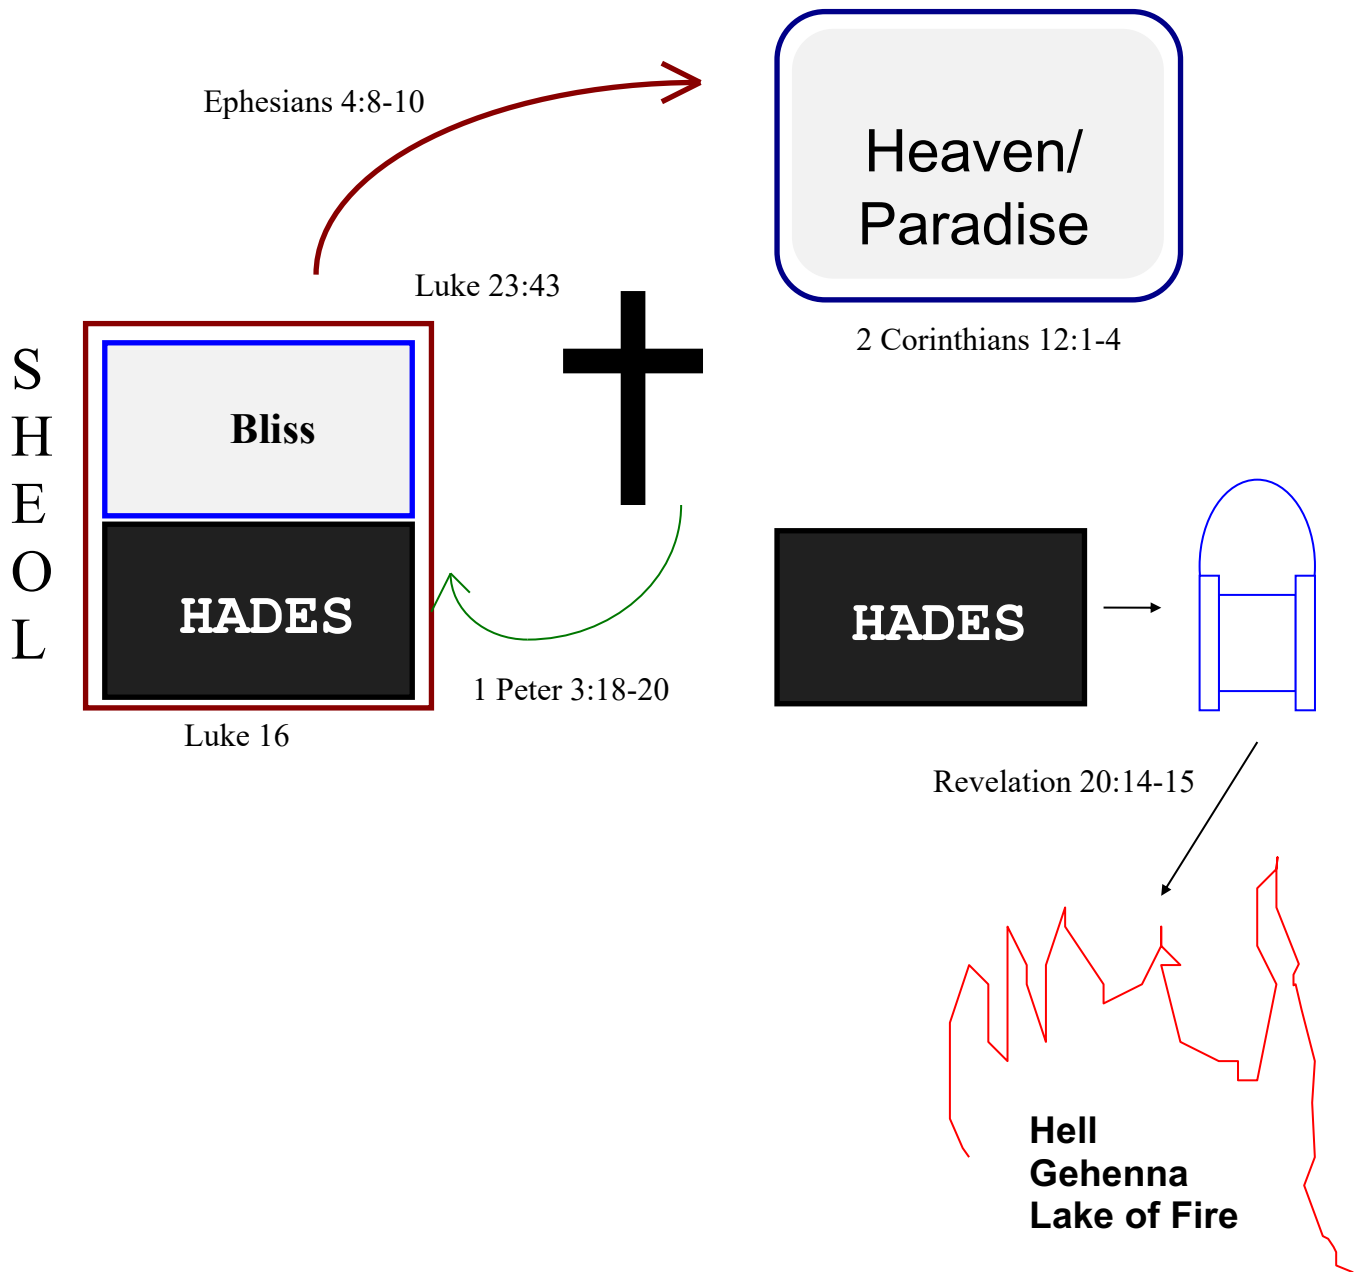 Ephesians 4:8-10
Heaven/
Paradise
Luke 23:43
2 Corinthians 12:1-4
S
H
E
O
L
Bliss
HADES
HADES
1 Peter 3:18-20
Luke 16
Revelation 20:14-15
Hell
Gehenna
Lake of Fire